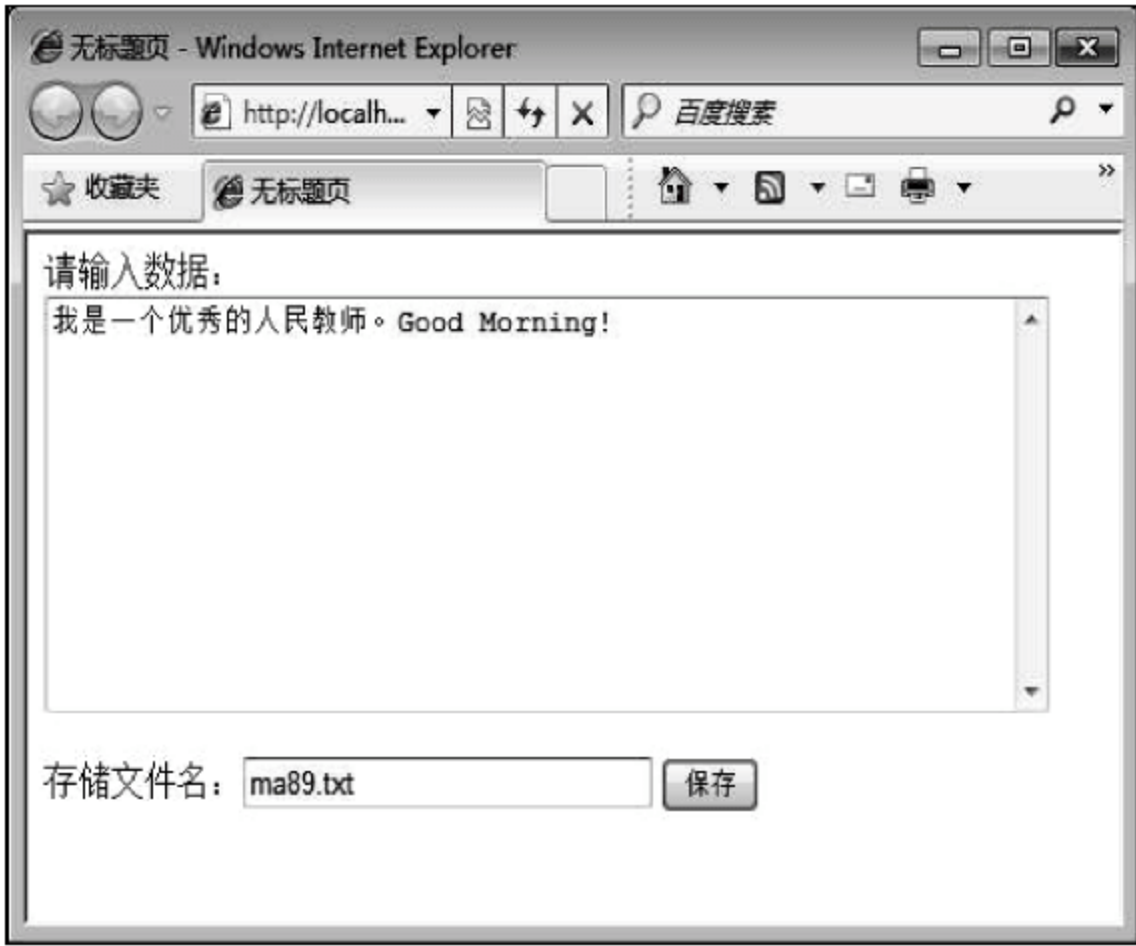 无标题页 - Windows Internet Explorer
http://localh...
百度搜索
收藏夹
无标题页
请输入数据：
我是一个优秀的人民教师。Good Morning!
存储文件名：
ma89.txt
保存